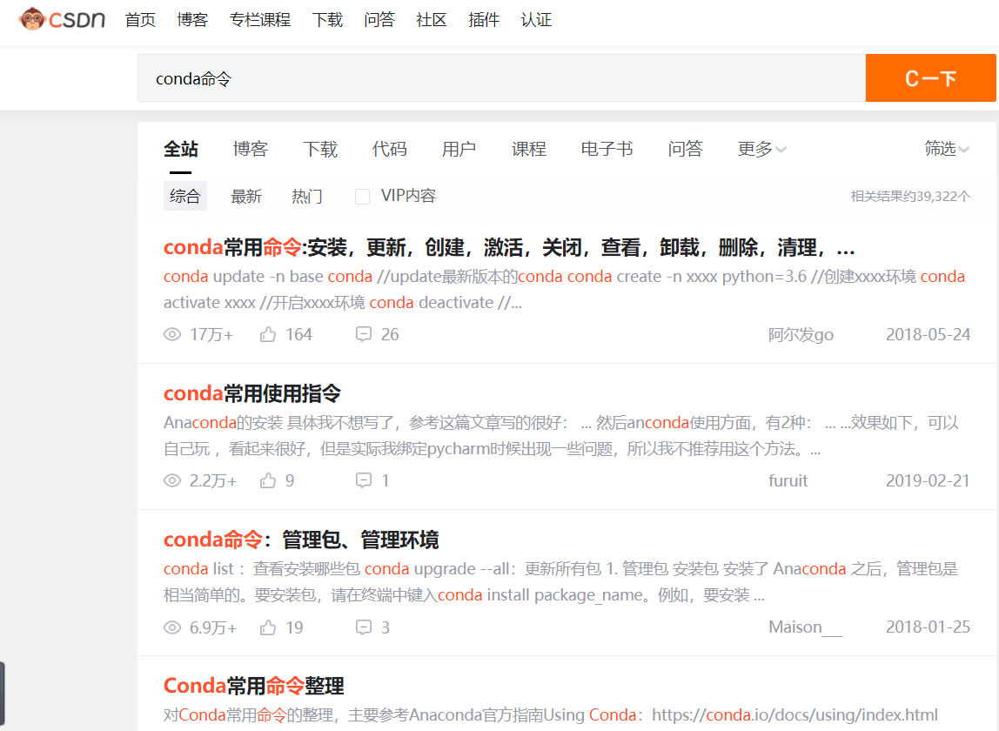 CSDN 首页 博客 专栏课程 下载 问答 社区 插件 认证
conda命令 C一下
全站 博客 下载 代码 用户 课程 电子书 问答 更多 筛选
综合 最新 热门 VIP内容 相关结果约39,322个
conda常用命令:安装，更新，创建，激活，关闭，查看，卸载，删除，清理，...
conda update -n base conda //update最新版本的conda conda create -n xxxx python=3.6 //创建xxxx环境 conda
activate xxxx //开启xxxx环境 conda deactivate //...
17万+ 164 26 阿尔发go 2018-05-24
conda常用使用指令
Anaconda的安装 具体我不想写了，参考这篇文章写的很好： ... 然后anconda使用方面，有2种： ... ...效果如下，可以
自己玩 ，看起来很好，但是实际我绑定pycharm时候出现一些问题，所以我不推荐用这个方法。...
2.2万+ 9 1 furuit 2019-02-21
conda命令：管理包、管理环境
conda list ：查看安装哪些包 conda upgrade --all：更新所有包 1. 管理包 安装包 安装了 Anaconda 之后，管理包是
相当简单的。要安装包，请在终端中键入conda install package_name。例如，要安装 ...
6.9万+ 19 3 Maison___ 2018-01-25
Conda常用命令整理
对Conda常用命令的整理，主要参考Anaconda官方指南Using Conda：https://conda.io/docs/using/index.html